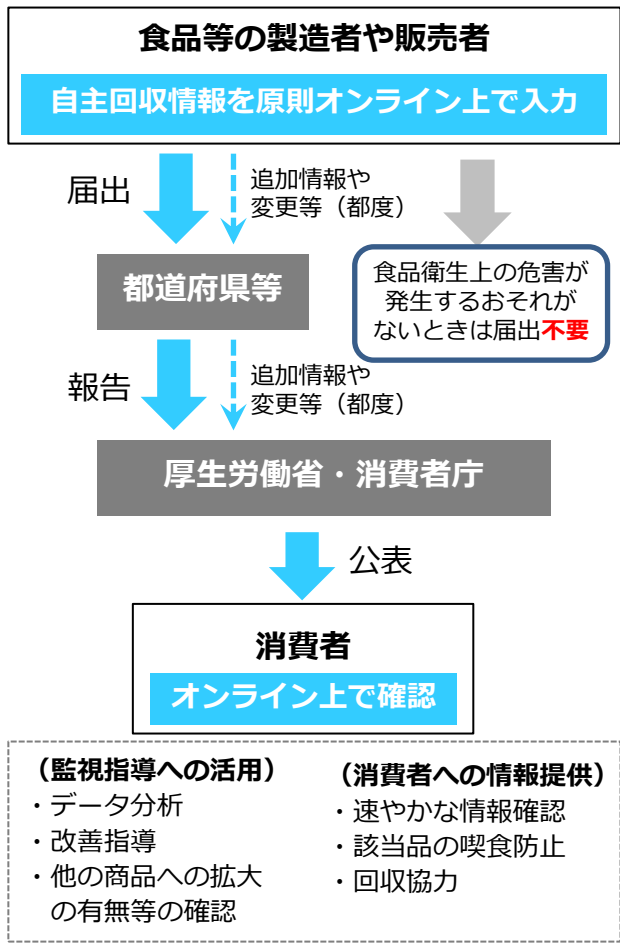 食品等の製造者や販売者
自主回収情報を原則オンライン上で入力
届出
追加情報や
変更等（都度）
都道府県等
食品衛生上の危害が
発生するおそれが
ないときは届出不要
報告
追加情報や
変更等（都度）
厚生労働省・消費者庁
公表
消費者
オンライン上で確認
（監視指導への活用）
・データ分析
・改善指導
・他の商品への拡大
の有無等の確認
（消費者への情報提供）
・速やかな情報確認
・該当品の喫食防止
・回収協力